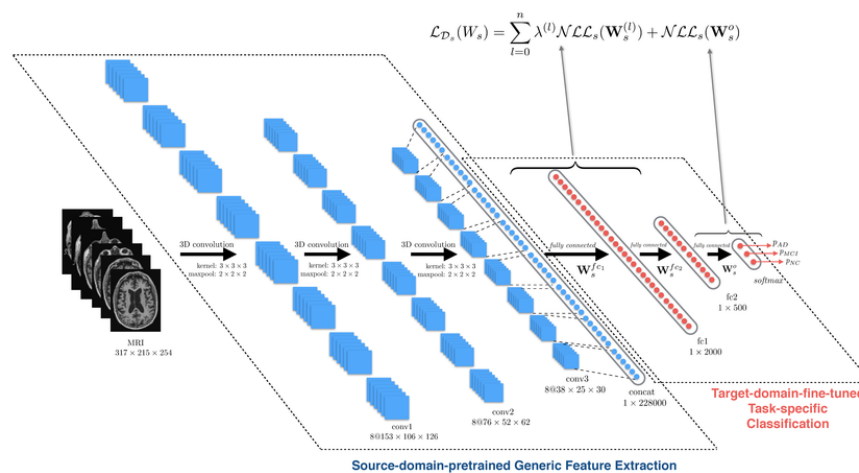 $\mathcal{L}_{\mathcal{D}_s}(W_s) = \sum_{l=0}^{n} \lambda^{(l)} \mathcal{NLL}_s(\mathbf{W}_s^{(l)}) + \mathcal{NLL}_s(\mathbf{W}_s^{o})$
3D convolution
kernel: 3 × 3 × 3
maxpool: 2 × 2 × 2
3D convolution
kernel: 3 × 3 × 3
maxpool: 2 × 2 × 2
3D convolution
kernel: 3 × 3 × 3
maxpool: 2 × 2 × 2
fully connected
$\mathbf{W}_s^{fc_1}$
fully connected
$\mathbf{W}_s^{fc_2}$
fully connected
$\mathbf{W}_s^{o}$
$p_{AD}$
$p_{MCI}$
$p_{NC}$
softmax
MRI
317 × 215 × 254
conv1
8@153 × 106 × 126
conv2
8@76 × 52 × 62
conv3
8@38 × 25 × 30
concat
1 × 228000
fc1
1 × 2000
fc2
1 × 500
Target-domain-fine-tuned
Task-specific
Classification
Source-domain-pretrained Generic Feature Extraction